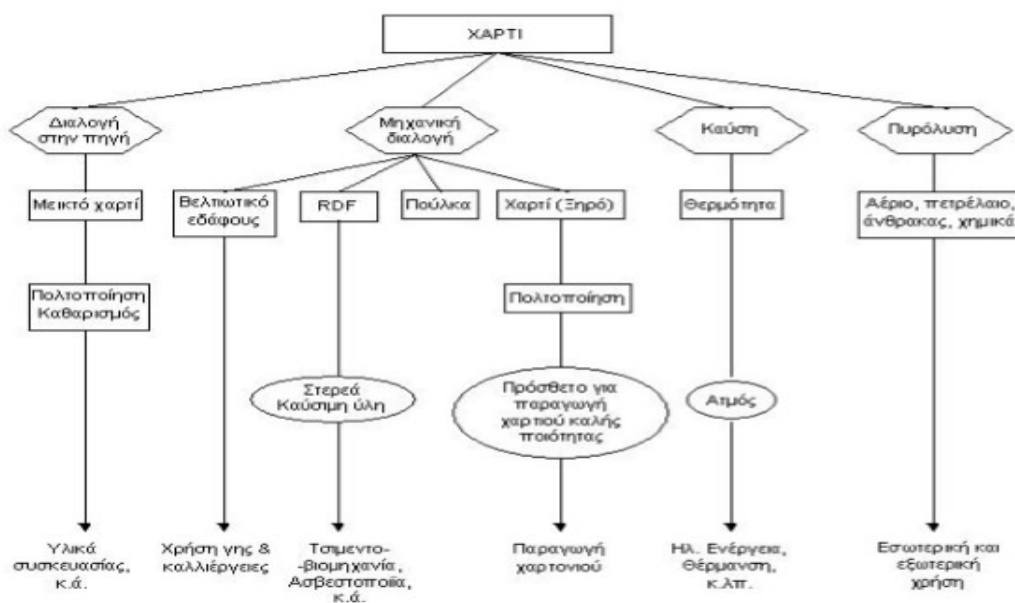 ΧΑΡΤΙ
Διαλογή
στην πηγή
Μηχανική
διαλογή
Καύση
Πυρόλυση
Μεικτό χαρτί
Βελτιωτικό
εδάφους
RDF
Πούλκα
Χαρτί (Ξηρό)
Θερμότητα
Αέριο, πετρέλαιο,
άνθρακας, χημικά
Πολτοποίηση
Καθαρισμός
Πολτοποίηση
Στερεά
Καύσιμη ύλη
Πρόσθετο για
παραγωγή
χαρτιού καλής
ποιότητας
Ατμός
Υλικά
συσκευασίας,
κ.ά.
Χρήση γης &
καλλιέργειες
Τσιμεντο-
-βιομηχανία,
Ασβεστοποιΐα,
κ.ά.
Παραγωγή
χαρτονιού
Ηλ. Ενέργεια,
Θέρμανση,
κ.λπ.
Εσωτερική και
εξωτερική
χρήση